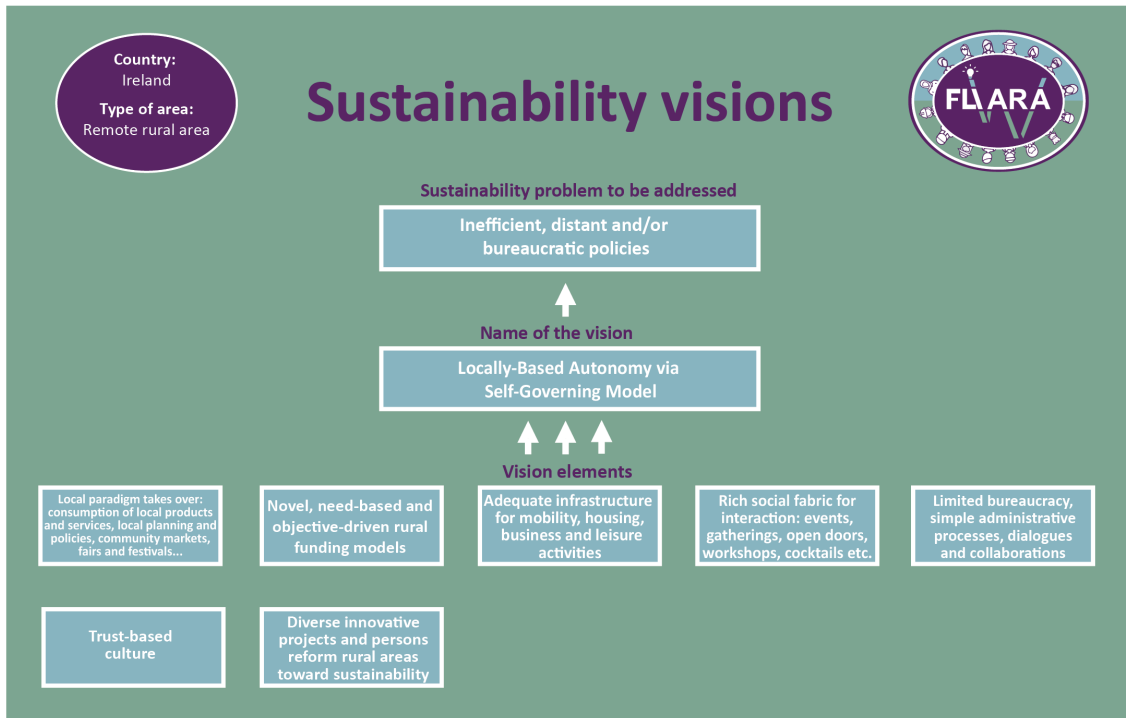 Country:
Ireland
Type of area:
Remote rural area
Sustainability visions
FLIARA
Sustainability problem to be addressed
Inefficient, distant and/or
bureaucratic policies
Name of the vision
Locally-Based Autonomy via
Self-Governing Model
Vision elements
Local paradigm takes over:
consumption of local products
and services, local planning and
policies, community markets,
fairs and festivals...
Novel, need-based and
objective-driven rural
funding models
Adequate infrastructure
for mobility, housing,
business and leisure
activities
Rich social fabric for
interaction: events,
gatherings, open doors,
workshops, cocktails etc.
Limited bureaucracy,
simple administrative
processes, dialogues
and collaborations
Trust-based
culture
Diverse innovative
projects and persons
reform rural areas
toward sustainability